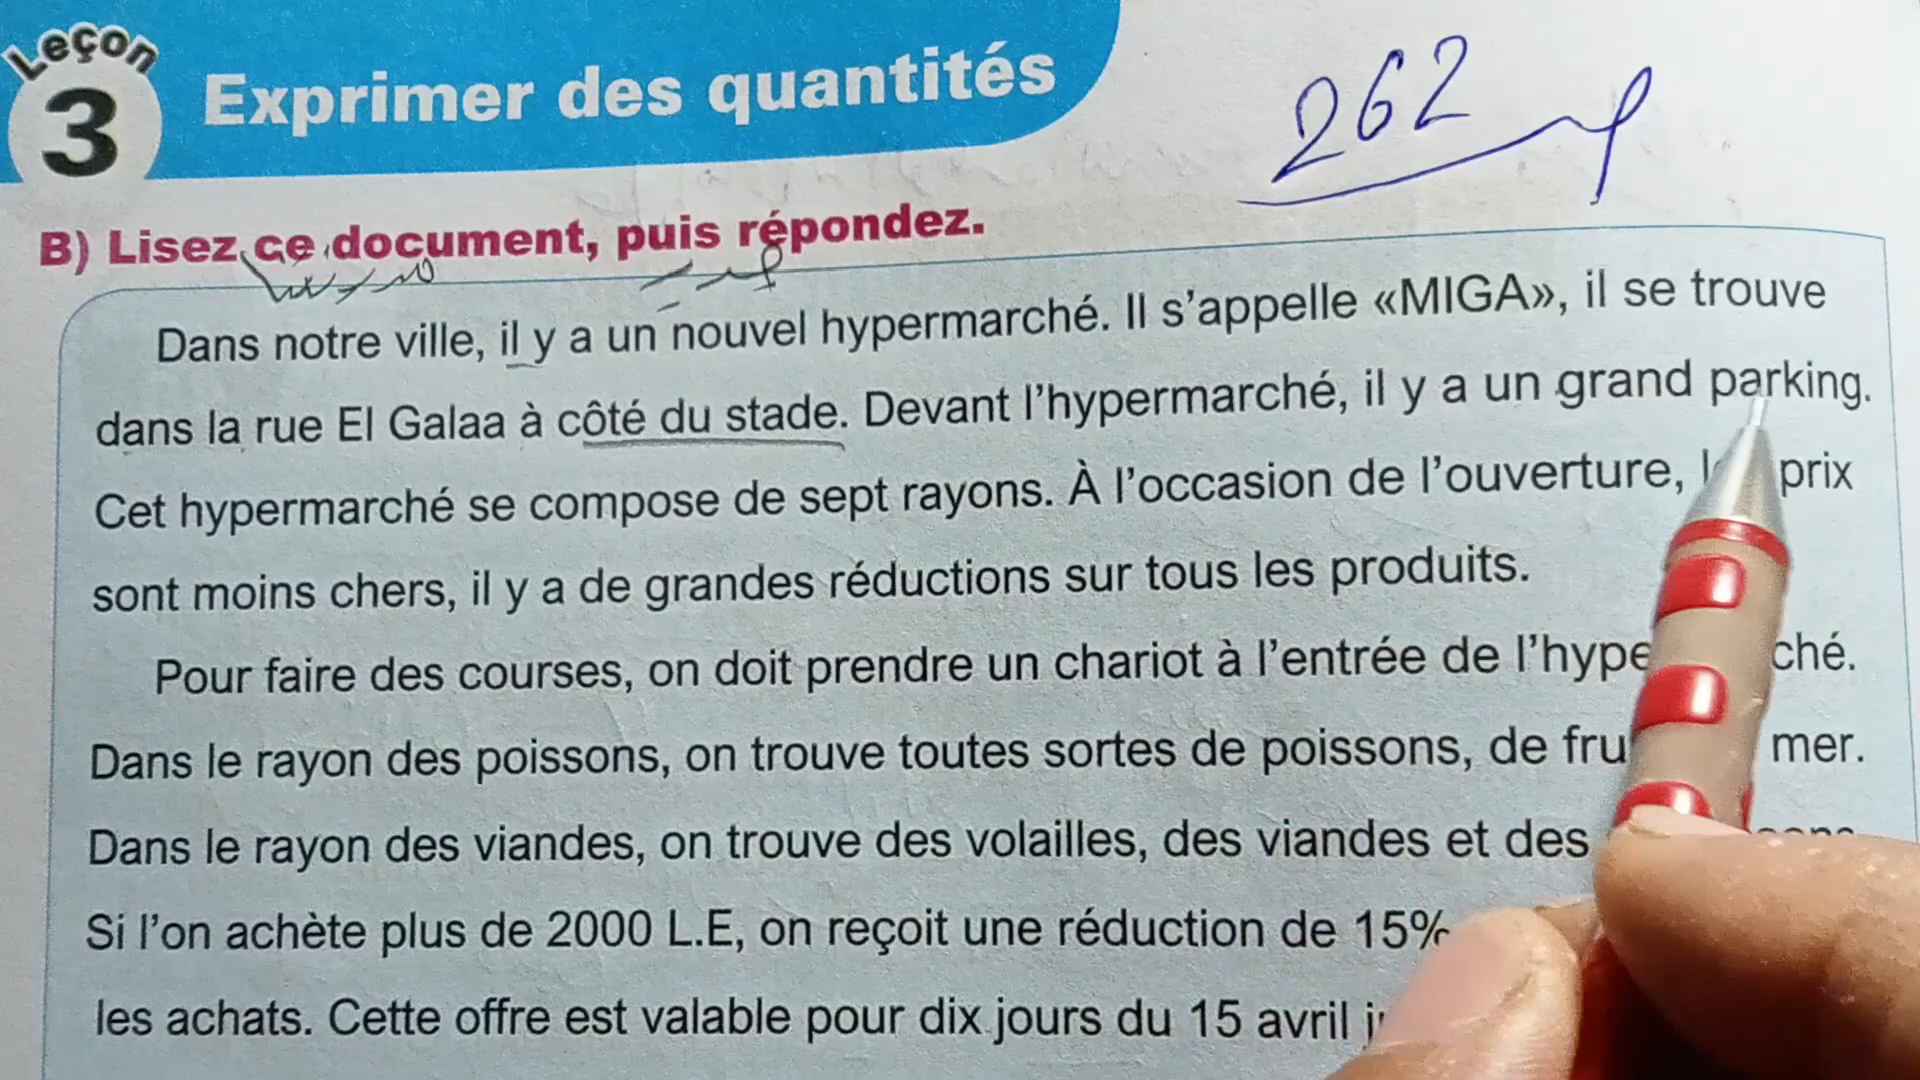 Leçon
3
Exprimer des quantités
262
B) Lisez ce document, puis répondez.
Dans notre ville, il y a un nouvel hypermarché. Il s’appelle «MIGA», il se trouve
dans la rue El Galaa à côté du stade. Devant l’hypermarché, il y a un grand parking.
Cet hypermarché se compose de sept rayons. À l’occasion de l’ouverture, prix
sont moins chers, il y a de grandes réductions sur tous les produits.
Pour faire des courses, on doit prendre un chariot à l’entrée de
Dans le rayon des poissons, on trouve toutes sortes de poissons, de mer.
Dans le rayon des viandes, on trouve des volailles, des viandes et des
Si l’on achète plus de 2000 L.E, on reçoit une réduction de 15%
les achats. Cette offre est valable pour dix jours du 15 avril